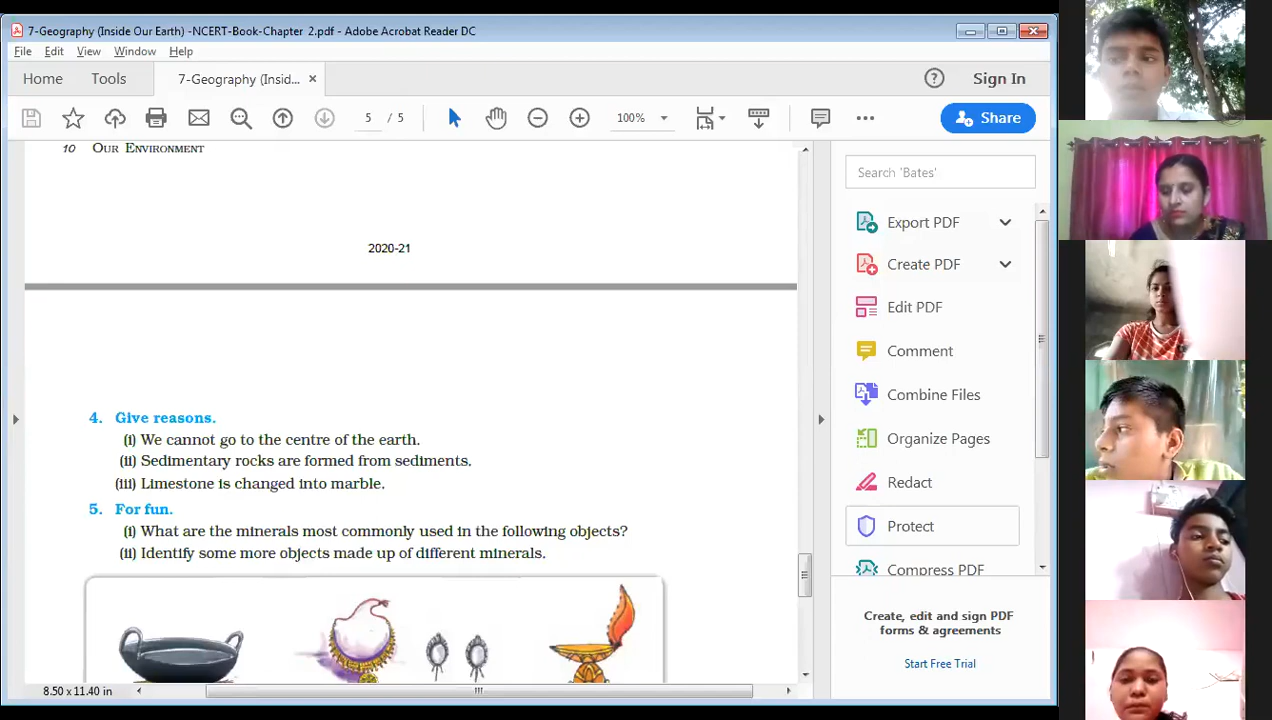 7-Geography (Inside Our Earth) -NCERT-Book-Chapter 2.pdf - Adobe Acrobat Reader DC
File Edit View Window Help
Home Tools 7-Geography (Insid... ×
? Sign In
5 / 5 100% Share
10 OUR ENVIRONMENT
2020-21
4. Give reasons.
(i) We cannot go to the centre of the earth.
(ii) Sedimentary rocks are formed from sediments.
(iii) Limestone is changed into marble.
5. For fun.
(i) What are the minerals most commonly used in the following objects?
(ii) Identify some more objects made up of different minerals.
8.50 x 11.40 in
Search 'Bates'
Export PDF
Create PDF
Edit PDF
Comment
Combine Files
Organize Pages
Redact
Protect
Compress PDF
Create, edit and sign PDF
forms & agreements
Start Free Trial